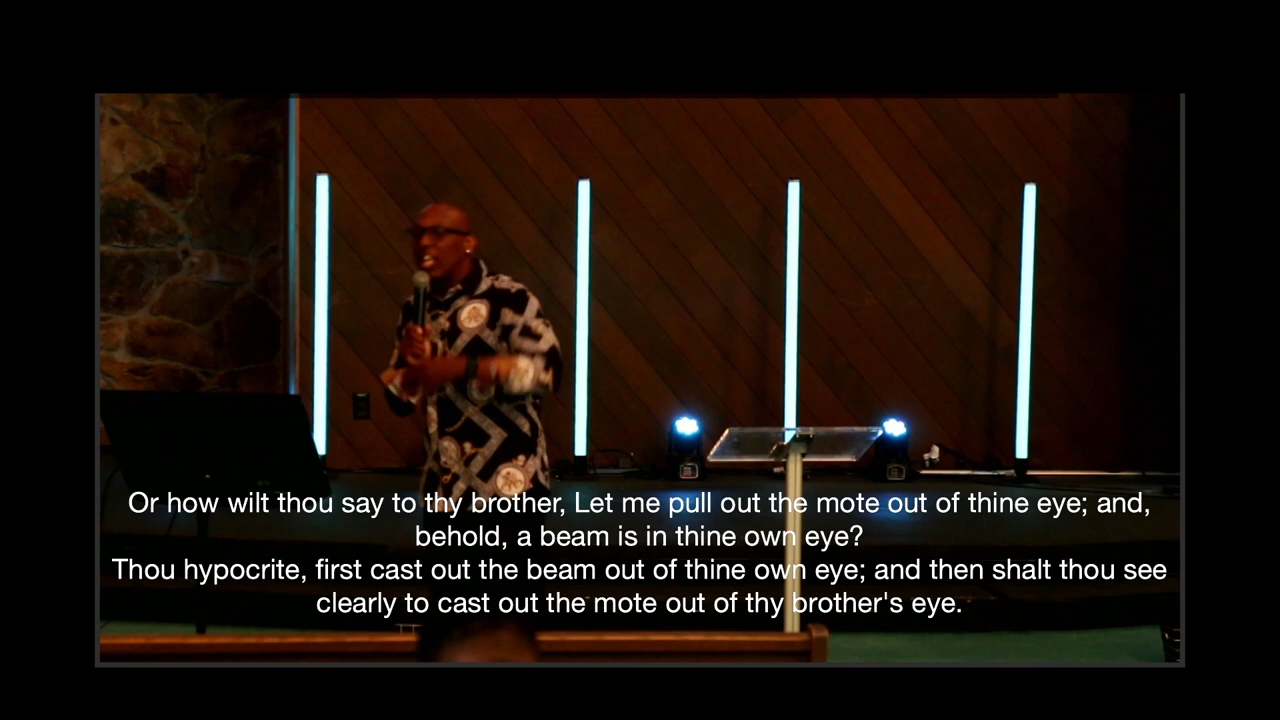 Or how wilt thou say to thy brother, Let me pull out the mote out of thine eye; and,
behold, a beam is in thine own eye?
Thou hypocrite, first cast out the beam out of thine own eye; and then shalt thou see
clearly to cast out the mote out of thy brother's eye.